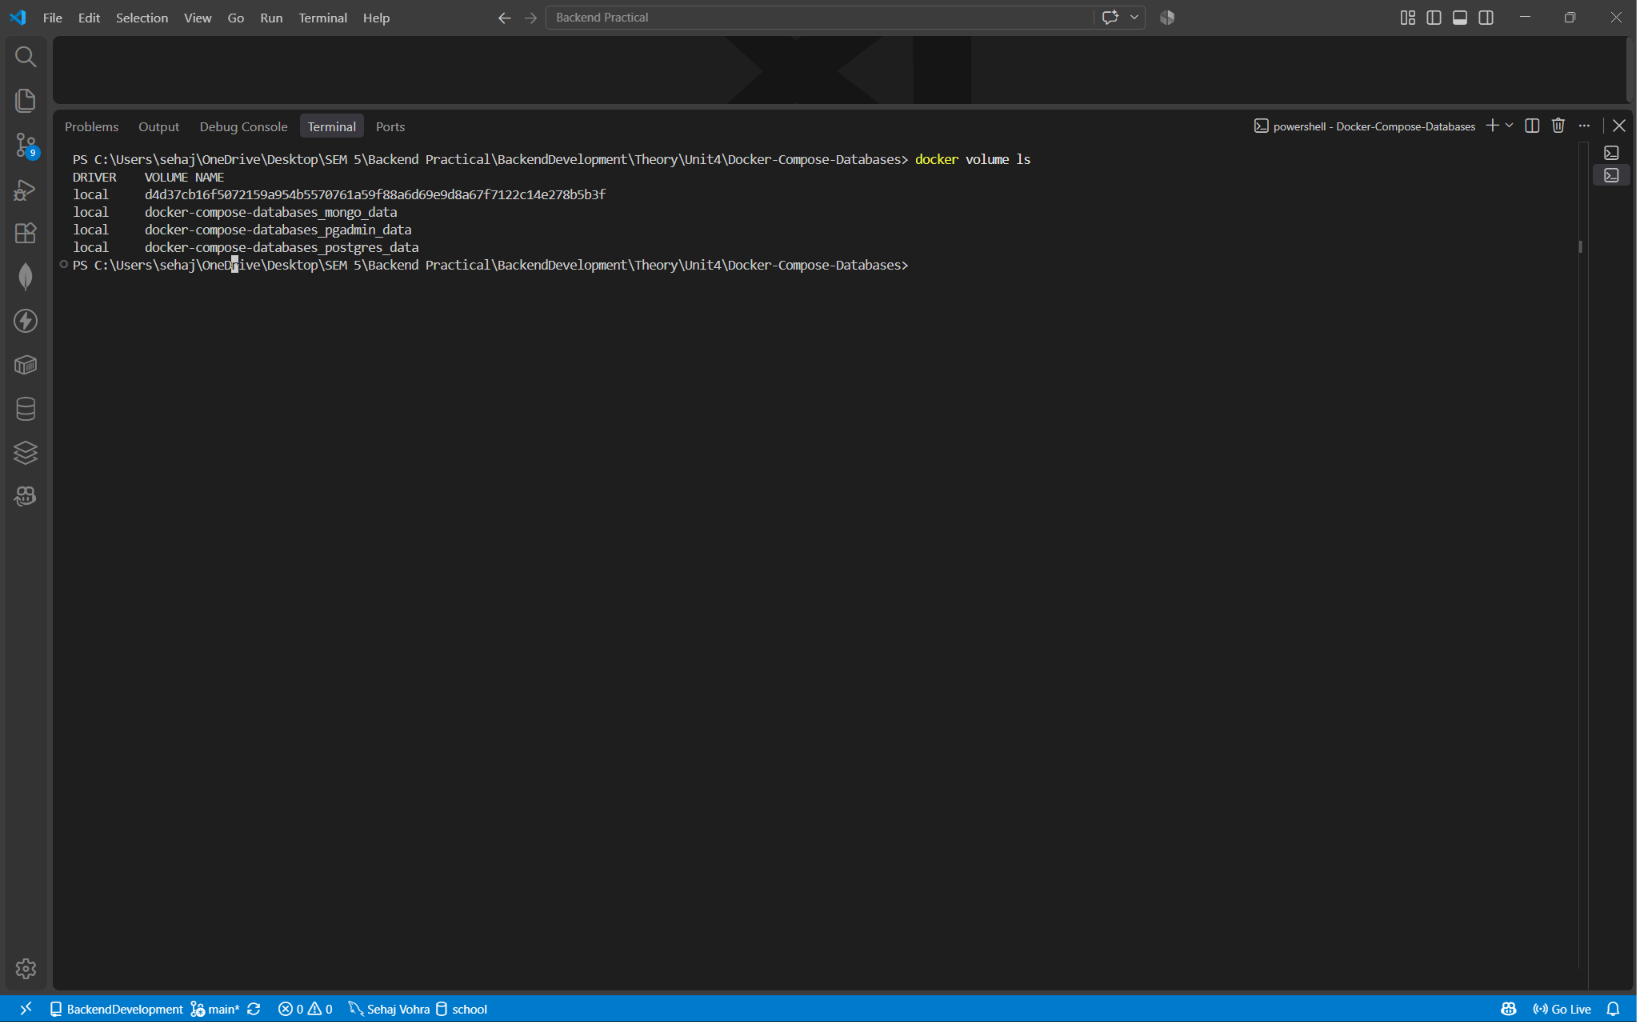 File Edit Selection View Go Run Terminal Help
Backend Practical
Problems Output Debug Console Terminal Ports
powershell - Docker-Compose-Databases
PS C:\Users\sehaj\OneDrive\Desktop\SEM 5\Backend Practical\BackendDevelopment\Theory\Unit4\Docker-Compose-Databases> docker volume ls
DRIVER VOLUME NAME
local d4d37cb16f5072159a954b5570761a59f88a6d69e9d8a67f7122c14e278b5b3f
local docker-compose-databases_mongo_data
local docker-compose-databases_pgadmin_data
local docker-compose-databases_postgres_data
PS C:\Users\sehaj\OneDrive\Desktop\SEM 5\Backend Practical\BackendDevelopment\Theory\Unit4\Docker-Compose-Databases>
9
BackendDevelopment main* 0 0 Sehaj Vohra school Go Live